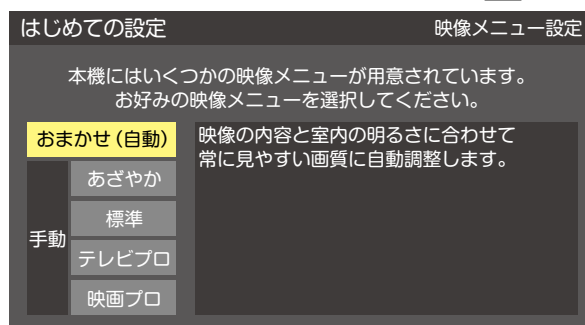 はじめての設定
映像メニュー設定
本機にはいくつかの映像メニューが用意されています。
お好みの映像メニューを選択してください。
おまかせ(自動)
映像の内容と室内の明るさに合わせて
常に見やすい画質に自動調整します。
手動
あざやか
標準
テレビプロ
映画プロ